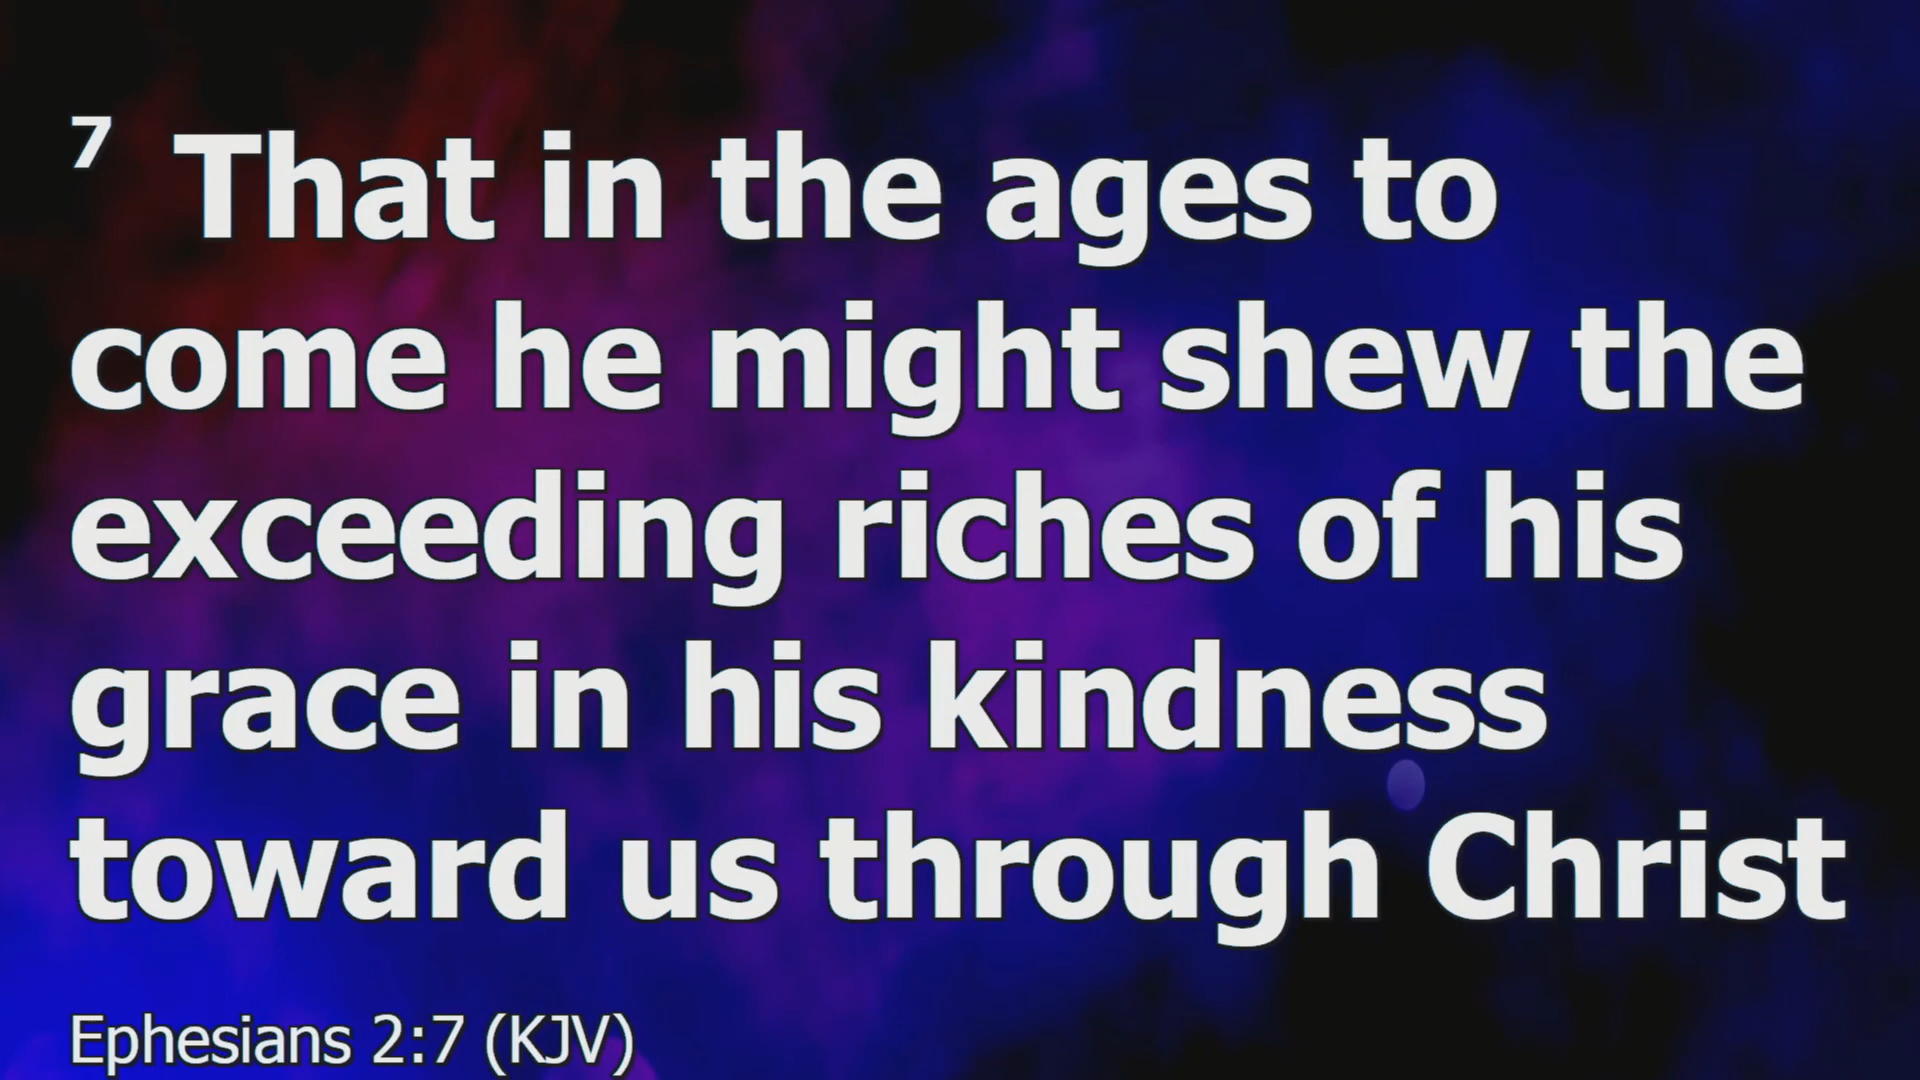 7 That in the ages to
come he might shew the
exceeding riches of his
grace in his kindness
toward us through Christ
Ephesians 2:7 (KJV)